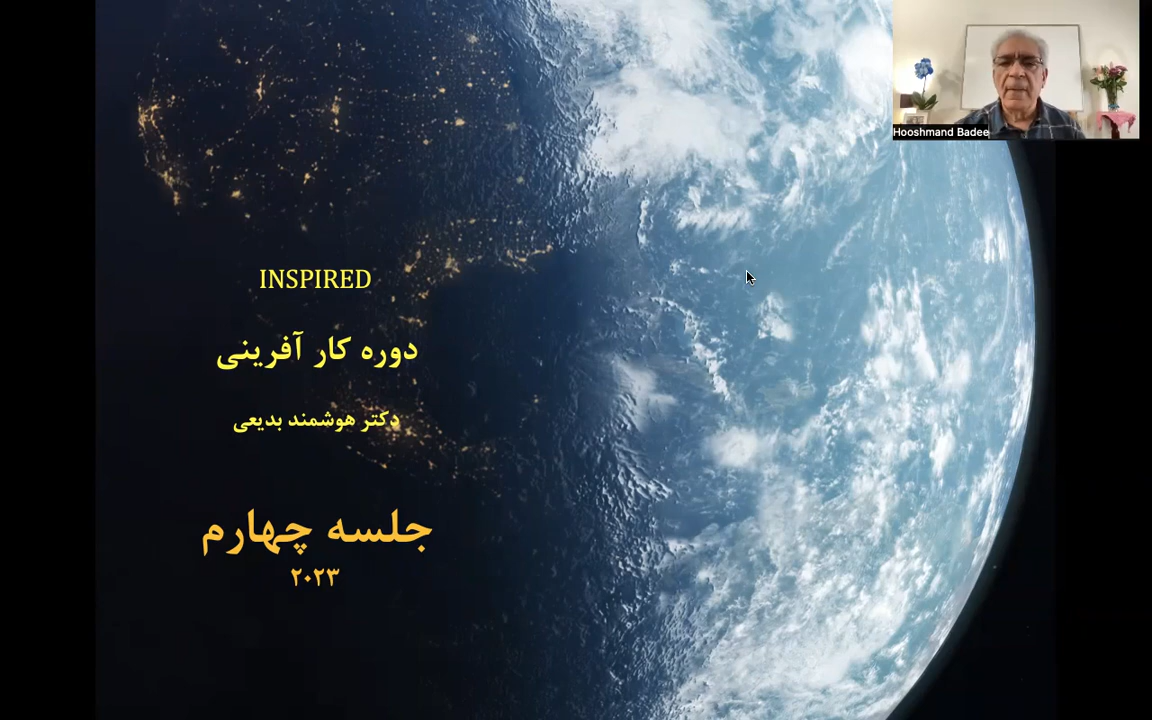 Hooshmand Badee
INSPIRED
دوره کار آفرینی
دکتر هوشمند بدیعی
جلسه چهارم
۲۰۲۳